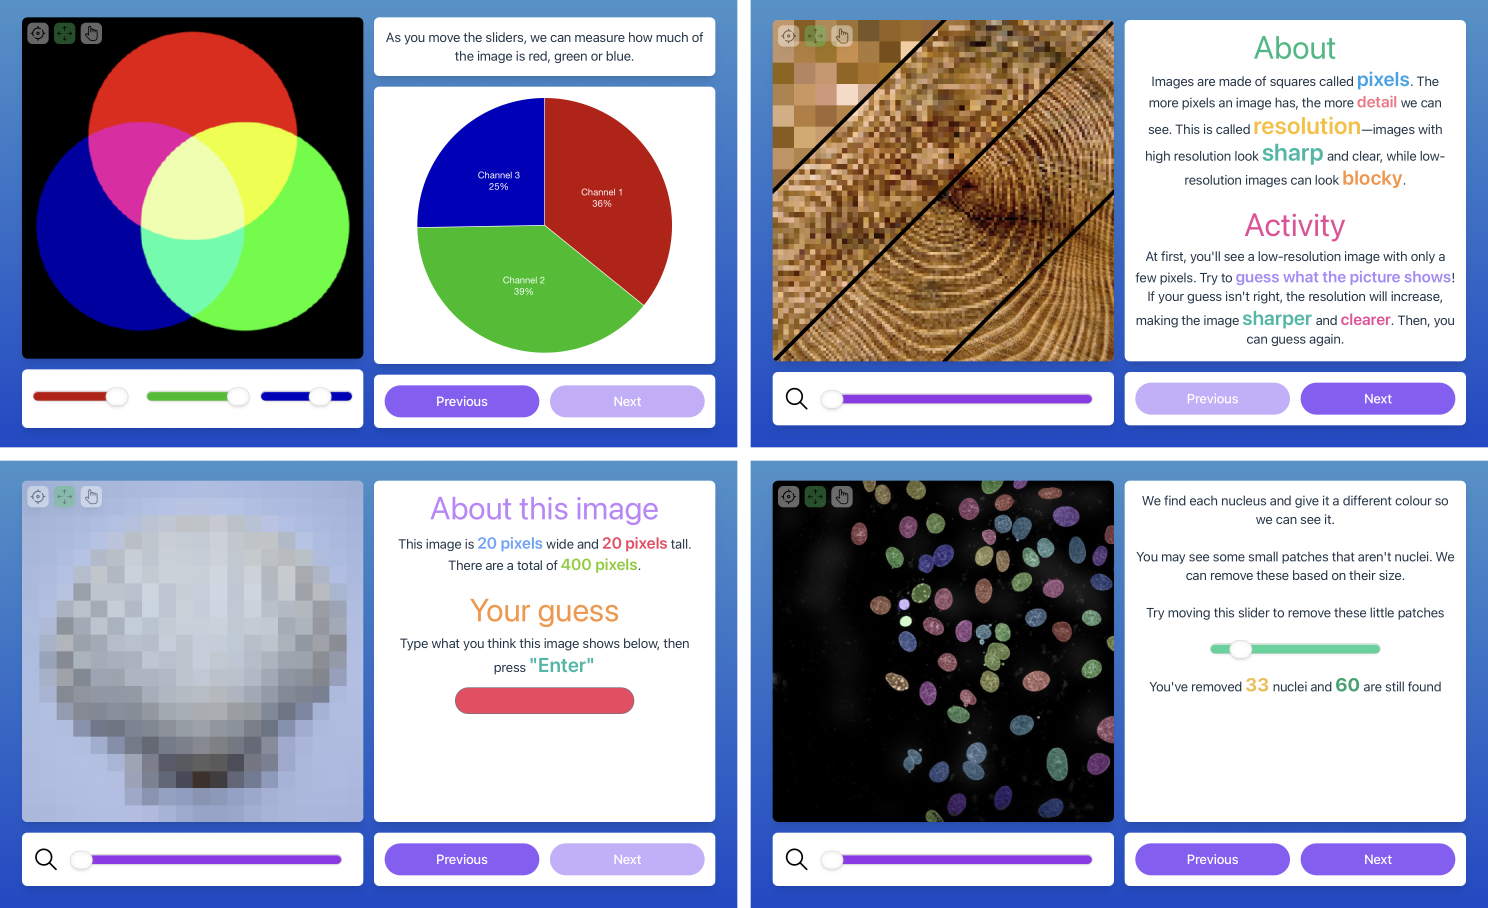 As you move the sliders, we can measure how much of
the image is red, green or blue.
Channel 3
25%
Channel 1
36%
Channel 2
39%
Previous
Next
About
Images are made of squares called pixels. The
more pixels an image has, the more detail we can
see. This is called resolution—images with
high resolution look sharp and clear, while low-
resolution images can look blocky.
Activity
At first, you'll see a low-resolution image with only a
few pixels. Try to guess what the picture shows!
If your guess isn't right, the resolution will increase,
making the image sharper and clearer. Then, you
can guess again.
Previous
Next
About this image
This image is 20 pixels wide and 20 pixels tall.
There are a total of 400 pixels.
Your guess
Type what you think this image shows below, then
press "Enter"
Previous
Next
We find each nucleus and give it a different colour so
we can see it.
You may see some small patches that aren't nuclei. We
can remove these based on their size.
Try moving this slider to remove these little patches
You've removed 33 nuclei and 60 are still found
Previous
Next